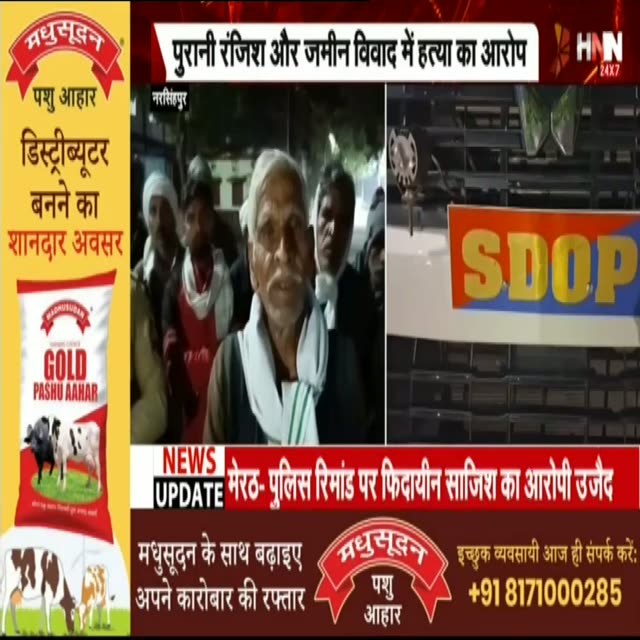 मधुसूदन
पशु आहार
डिस्ट्रीब्यूटर
बनने का
शानदार अवसर
MADHUSUDAN
GOLD
PASHU AAHAR
पुरानी रंजिश और जमीन विवाद में हत्या का आरोप
HNN
24X7
नरसिंहपुर
SDOP
NEWS
UPDATE
मेरठ- पुलिस रिमांड पर फिदायीन साजिश का आरोपी उजैद
मधुसूदन के साथ बढ़ाइए
अपने कारोबार की रफ्तार
मधुसूदन
पशु
आहार
इच्छुक व्यवसायी आज ही संपर्क करें:
+91 8171000285